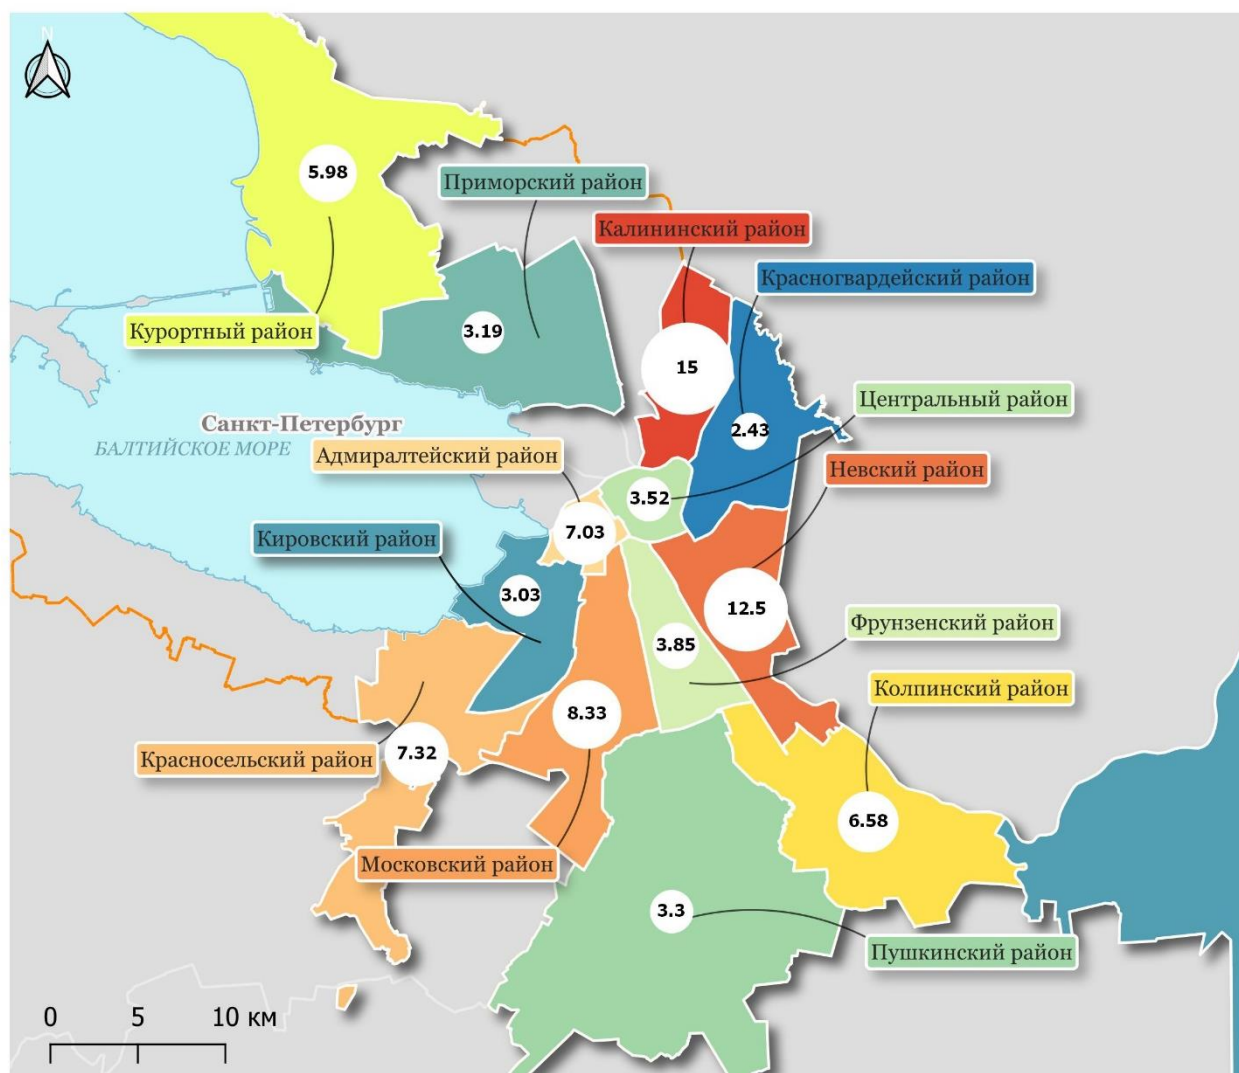 N
5.98
Приморский район
Калининский район
Красногвардейский район
Курортный район
3.19
15
Центральный район
Санкт-Петербург
2.43
БАЛТИЙСКОЕ МОРЕ
Адмиралтейский район
Невский район
3.52
Кировский район
7.03
3.03
12.5
Фрунзенский район
3.85
Колпинский район
8.33
Красносельский район
7.32
6.58
Московский район
3.3
Пушкинский район
0 5 10 км